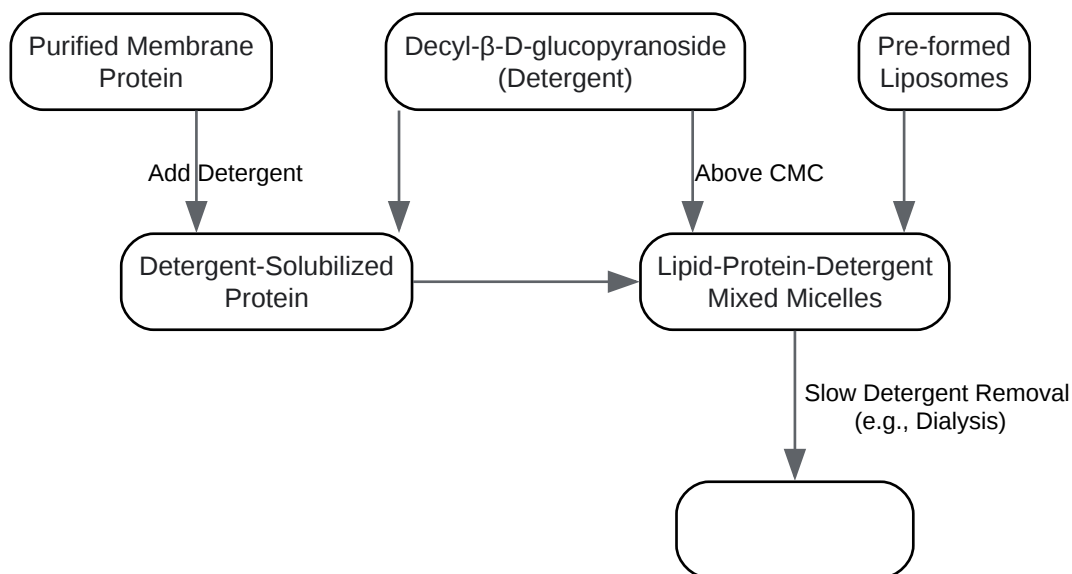 Purified Membrane
Protein
Decyl-β-D-glucopyranoside
(Detergent)
Pre-formed
Liposomes
Add Detergent
Above CMC
Detergent-Solubilized
Protein
Lipid-Protein-Detergent
Mixed Micelles
Slow Detergent Removal
(e.g., Dialysis)